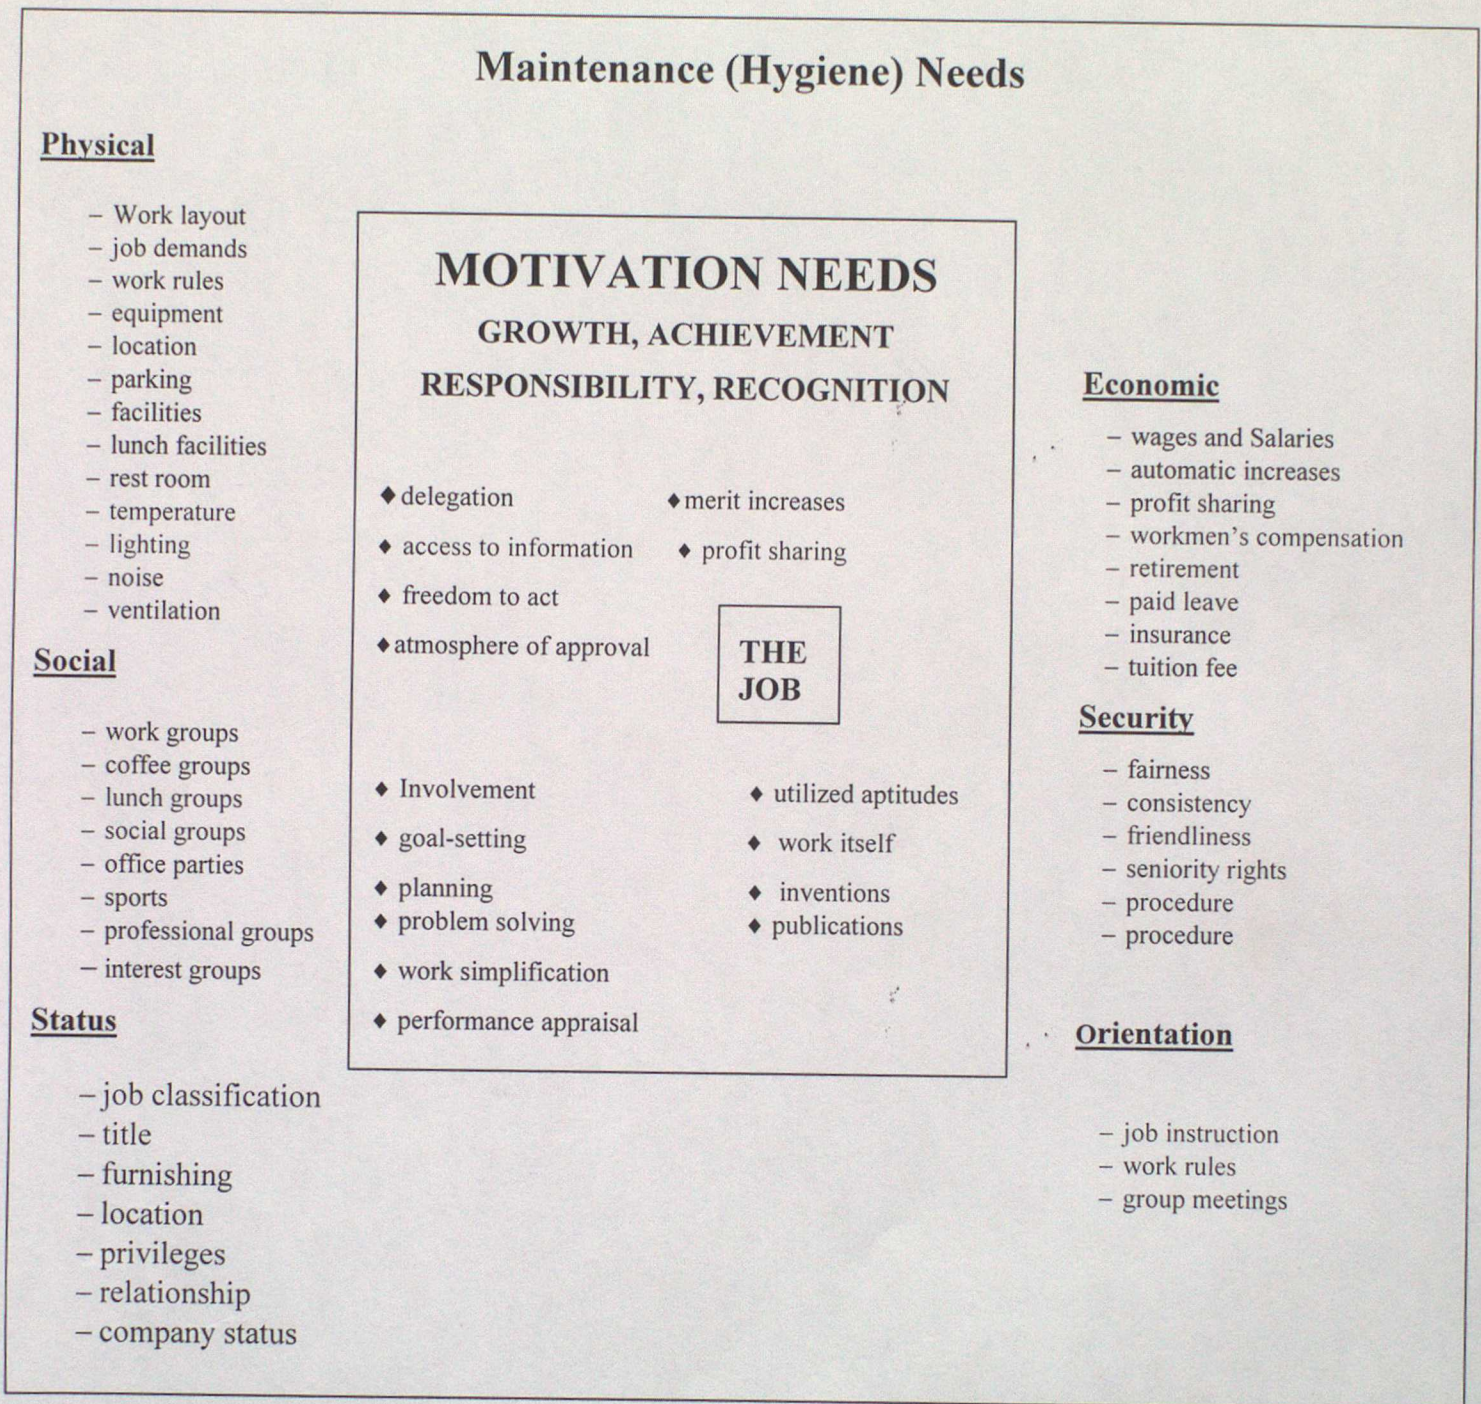 Maintenance (Hygiene) Needs
Physical
– Work layout
– job demands
– work rules
– equipment
– location
– parking
– facilities
– lunch facilities
– rest room
– temperature
– lighting
– noise
– ventilation
Social
– work groups
– coffee groups
– lunch groups
– social groups
– office parties
– sports
– professional groups
– interest groups
Status
– job classification
– title
– furnishing
– location
– privileges
– relationship
– company status
MOTIVATION NEEDS
GROWTH, ACHIEVEMENT
RESPONSIBILITY, RECOGNITION
♦ delegation
♦ access to information
♦ freedom to act
♦ atmosphere of approval
♦ merit increases
♦ profit sharing
THE
JOB
♦ Involvement
♦ goal-setting
♦ planning
♦ problem solving
♦ work simplification
♦ performance appraisal
♦ utilized aptitudes
♦ work itself
♦ inventions
♦ publications
Economic
– wages and Salaries
– automatic increases
– profit sharing
– workmen's compensation
– retirement
– paid leave
– insurance
– tuition fee
Security
– fairness
– consistency
– friendliness
– seniority rights
– procedure
– procedure
Orientation
– job instruction
– work rules
– group meetings